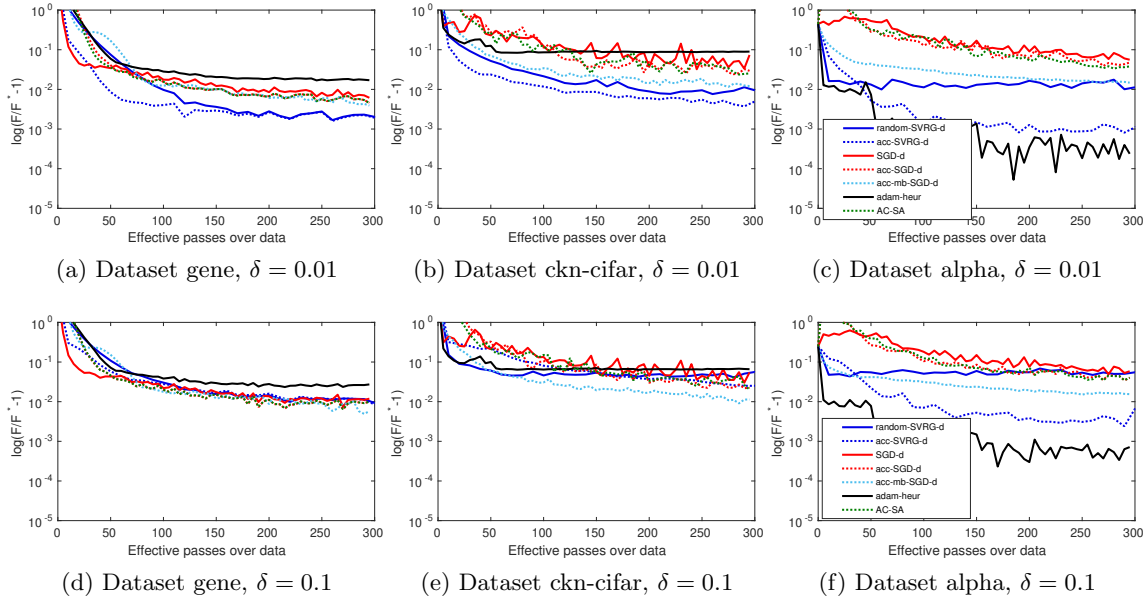 10^0
10^-1
10^-2
10^-3
10^-4
10^-5
log(F/F^* -1)
0 50 100 150 200 250 300
Effective passes over data
(a) Dataset gene, δ = 0.01
10^0
10^-1
10^-2
10^-3
10^-4
10^-5
log(F/F^* -1)
0 50 100 150 200 250 300
Effective passes over data
(b) Dataset ckn-cifar, δ = 0.01
10^0
10^-1
10^-2
10^-3
10^-4
10^-5
log(F/F^* -1)
random-SVRG-d
acc-SVRG-d
SGD-d
acc-SGD-d
acc-mb-SGD-d
adam-heur
AC-SA
0 50 100 150 200 250 300
Effective passes over data
(c) Dataset alpha, δ = 0.01
10^0
10^-1
10^-2
10^-3
10^-4
10^-5
log(F/F^* -1)
0 50 100 150 200 250 300
Effective passes over data
(d) Dataset gene, δ = 0.1
10^0
10^-1
10^-2
10^-3
10^-4
10^-5
log(F/F^* -1)
0 50 100 150 200 250 300
Effective passes over data
(e) Dataset ckn-cifar, δ = 0.1
10^0
10^-1
10^-2
10^-3
10^-4
10^-5
log(F/F^* -1)
random-SVRG-d
acc-SVRG-d
SGD-d
acc-SGD-d
acc-mb-SGD-d
adam-heur
AC-SA
0 50 100 150 200 250 300
Effective passes over data
(f) Dataset alpha, δ = 0.1